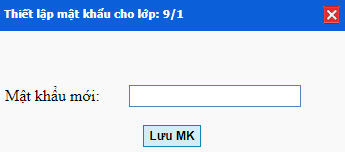 Thiết lập mật khẩu cho lớp: 9/1
Mật khẩu mới:
Lưu MK